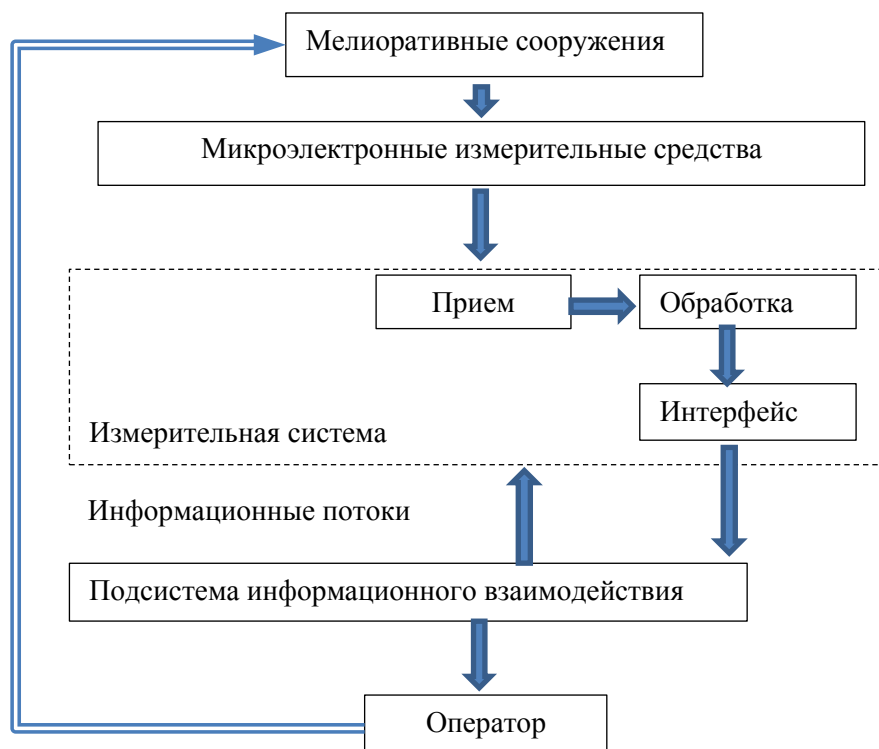 Мелиоративные сооружения
Микроэлектронные измерительные средства
Прием
Обработка
Интерфейс
Измерительная система
Информационные потоки
Подсистема информационного взаимодействия
Оператор